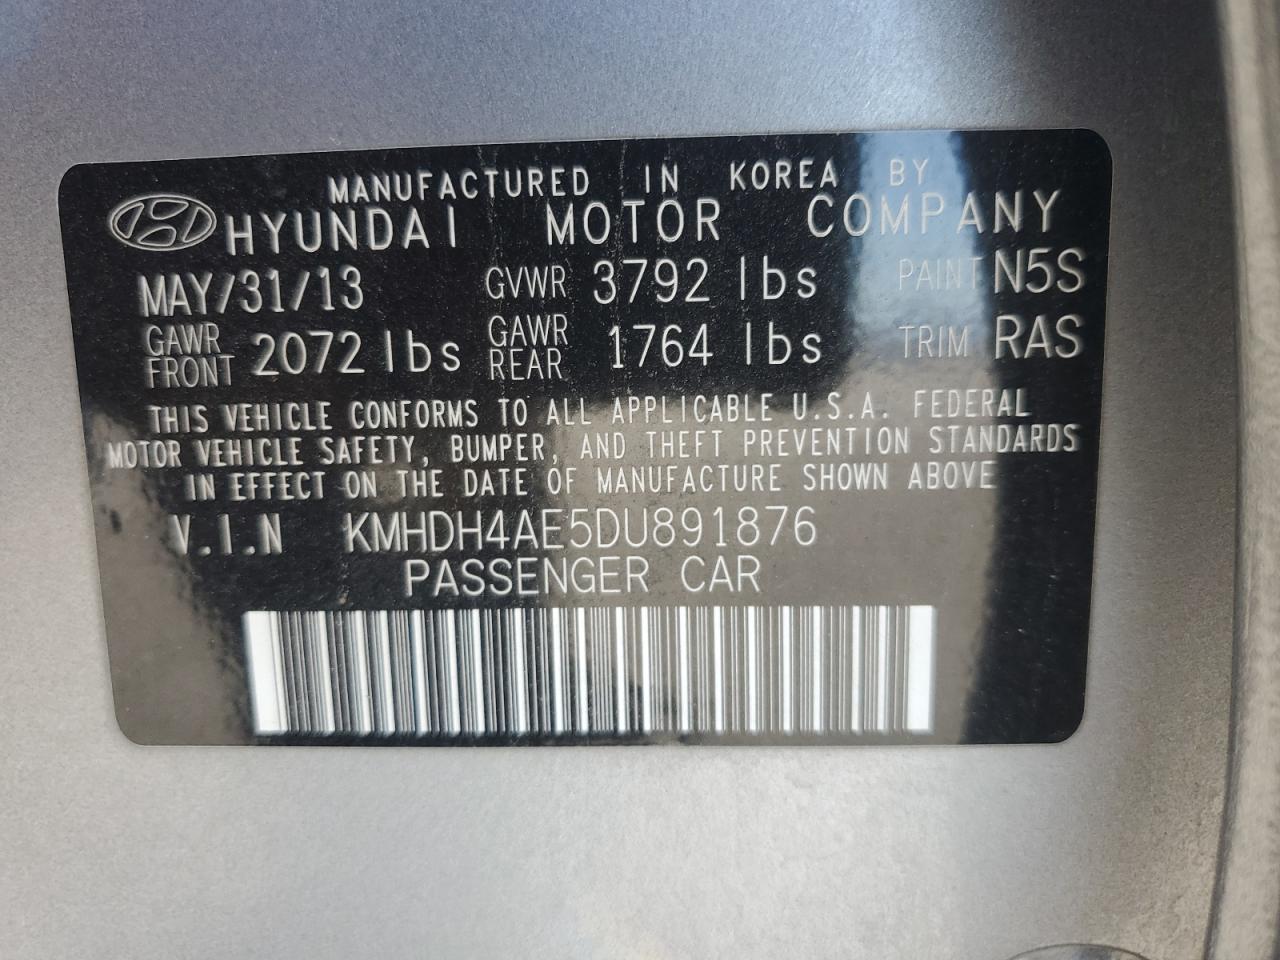 MANUFACTURED IN KOREA BY
HYUNDAI MOTOR COMPANY
MAY/31/13 GVWR 3792 lbs PAINT N5S
GAWR FRONT 2072 lbs GAWR REAR 1764 lbs TRIM RAS
THIS VEHICLE CONFORMS TO ALL APPLICABLE U.S.A. FEDERAL
MOTOR VEHICLE SAFETY, BUMPER, AND THEFT PREVENTION STANDARDS
IN EFFECT ON THE DATE OF MANUFACTURE SHOWN ABOVE
V.I.N KMHDH4AE5DU891876
PASSENGER CAR